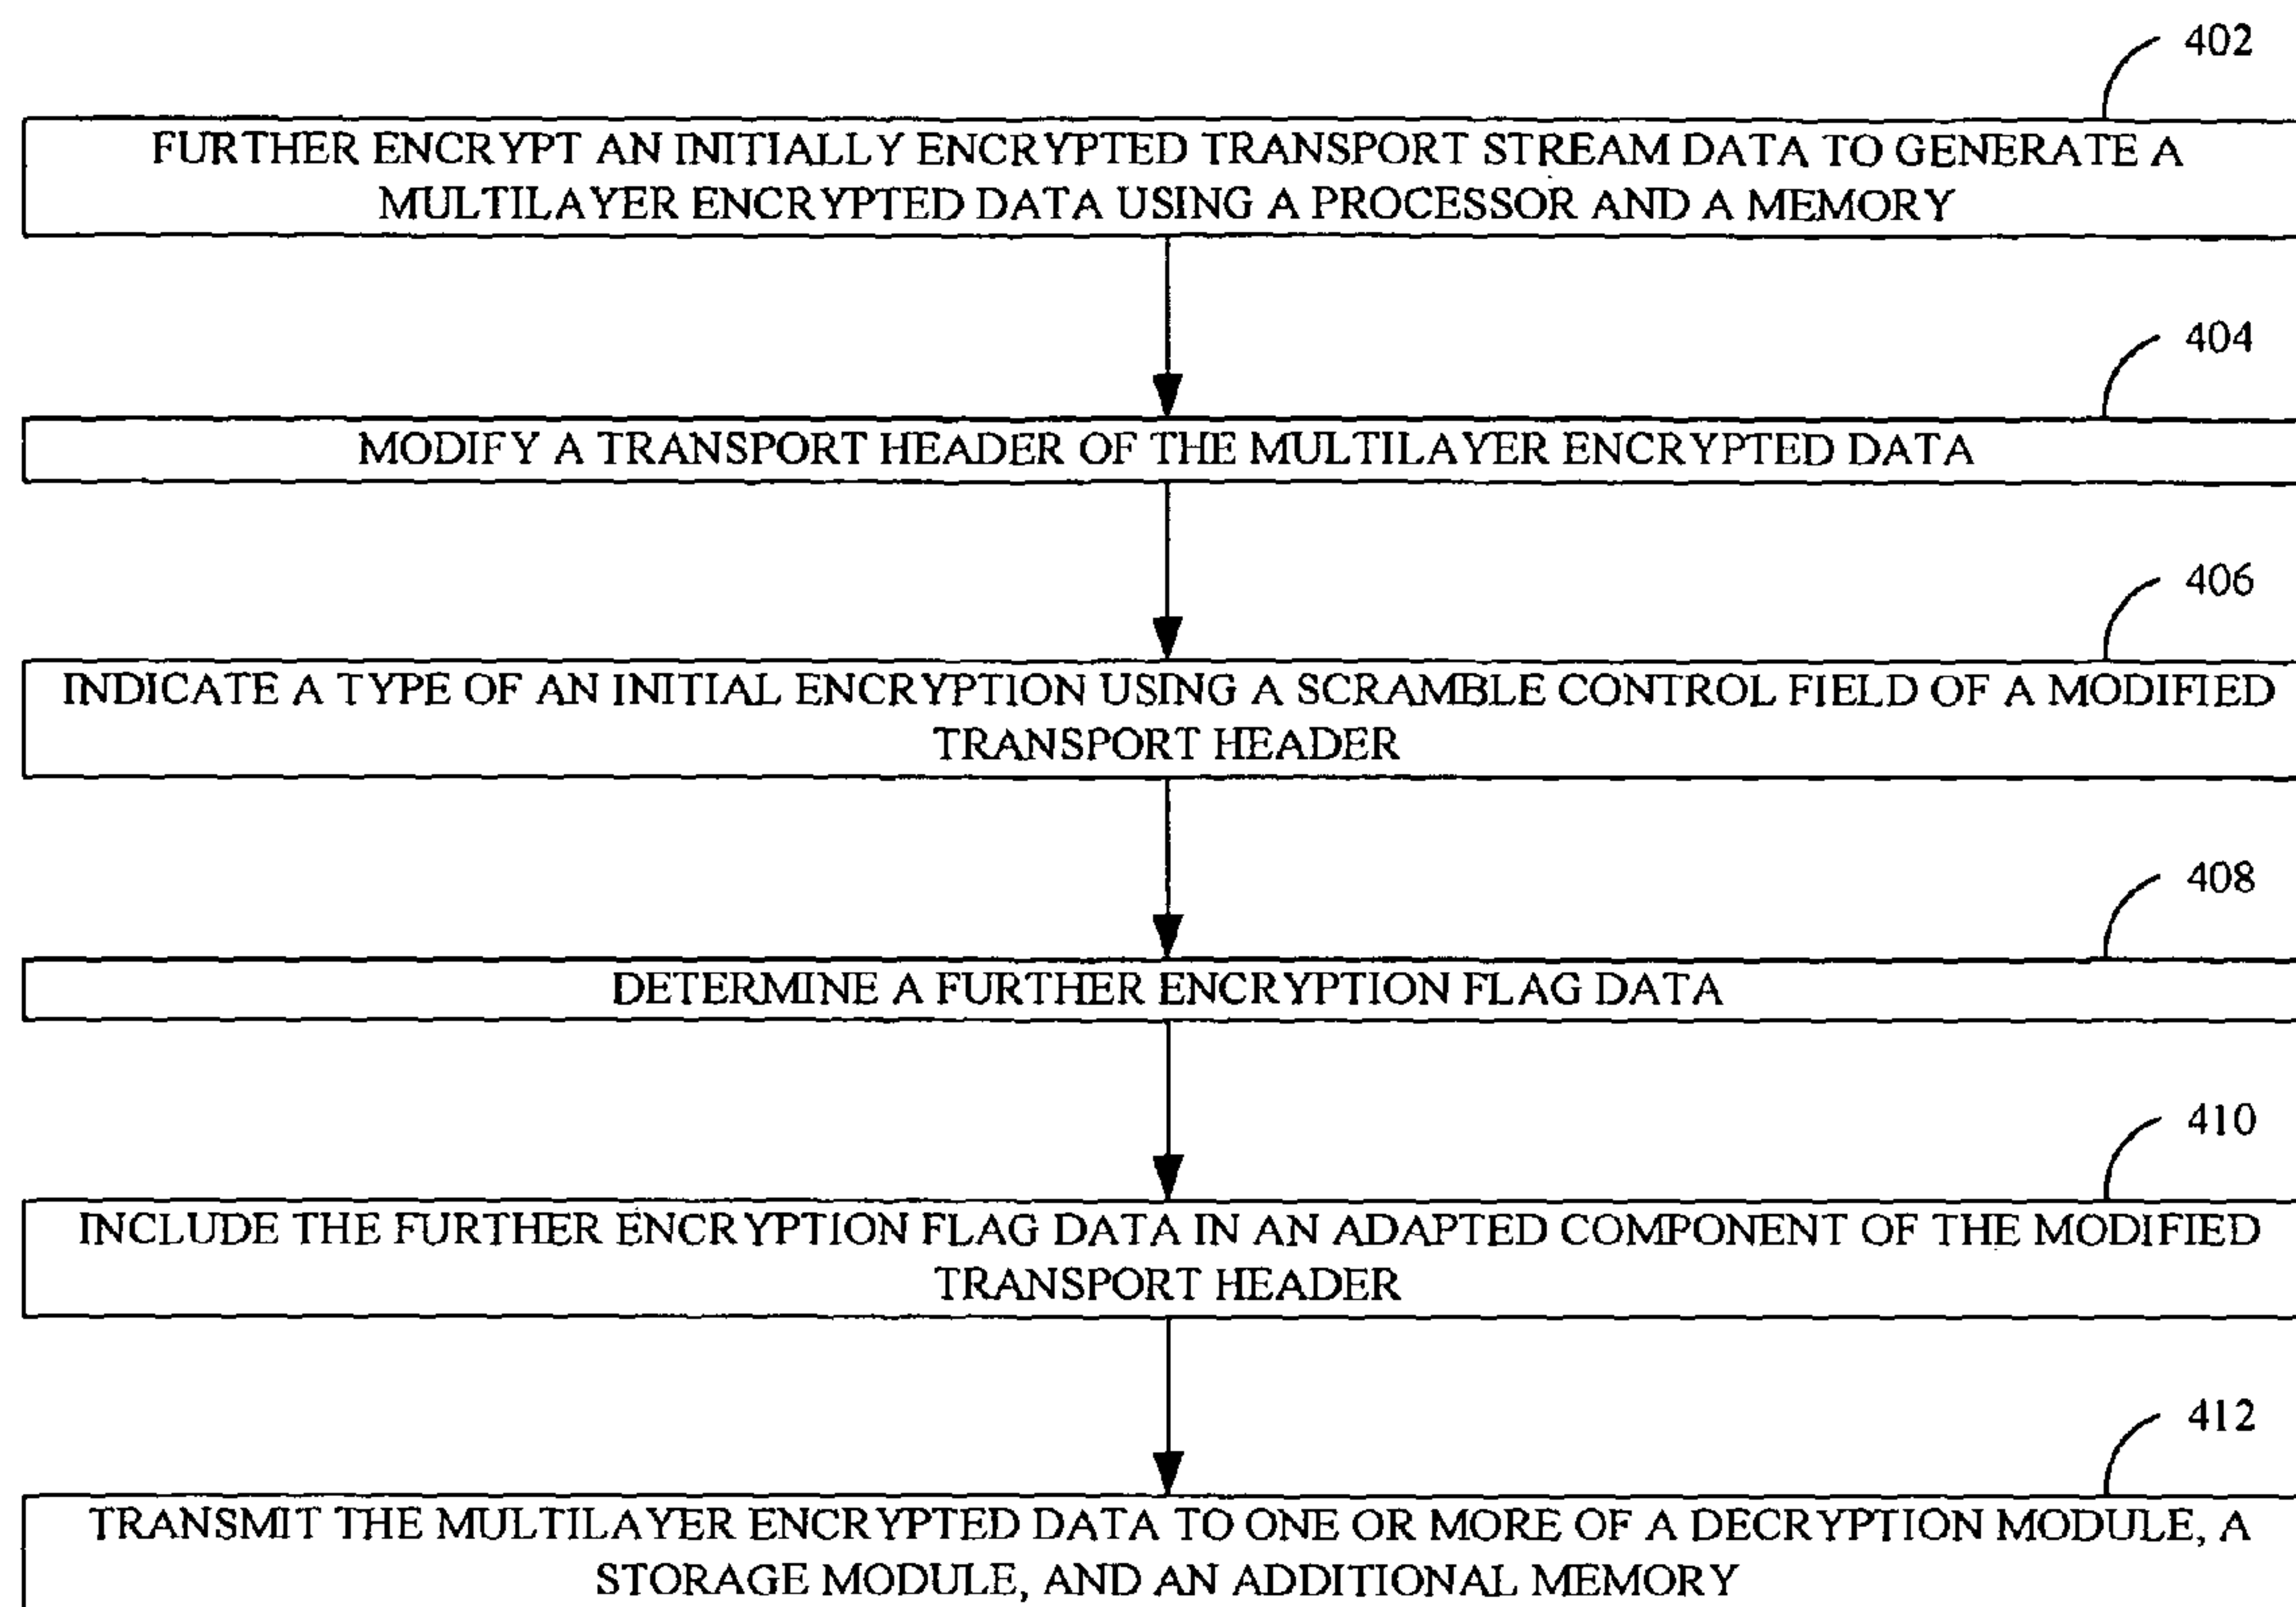 402
FURTHER ENCRYPT AN INITIALLY ENCRYPTED TRANSPORT STREAM DATA TO GENERATE A
MULTILAYER ENCRYPTED DATA USING A PROCESSOR AND A MEMORY
404
MODIFY A TRANSPORT HEADER OF THE MULTILAYER ENCRYPTED DATA
406
INDICATE A TYPE OF AN INITIAL ENCRYPTION USING A SCRAMBLE CONTROL FIELD OF A MODIFIED
TRANSPORT HEADER
408
DETERMINE A FURTHER ENCRYPTION FLAG DATA
410
INCLUDE THE FURTHER ENCRYPTION FLAG DATA IN AN ADAPTED COMPONENT OF THE MODIFIED
TRANSPORT HEADER
412
TRANSMIT THE MULTILAYER ENCRYPTED DATA TO ONE OR MORE OF A DECRYPTION MODULE, A
STORAGE MODULE, AND AN ADDITIONAL MEMORY